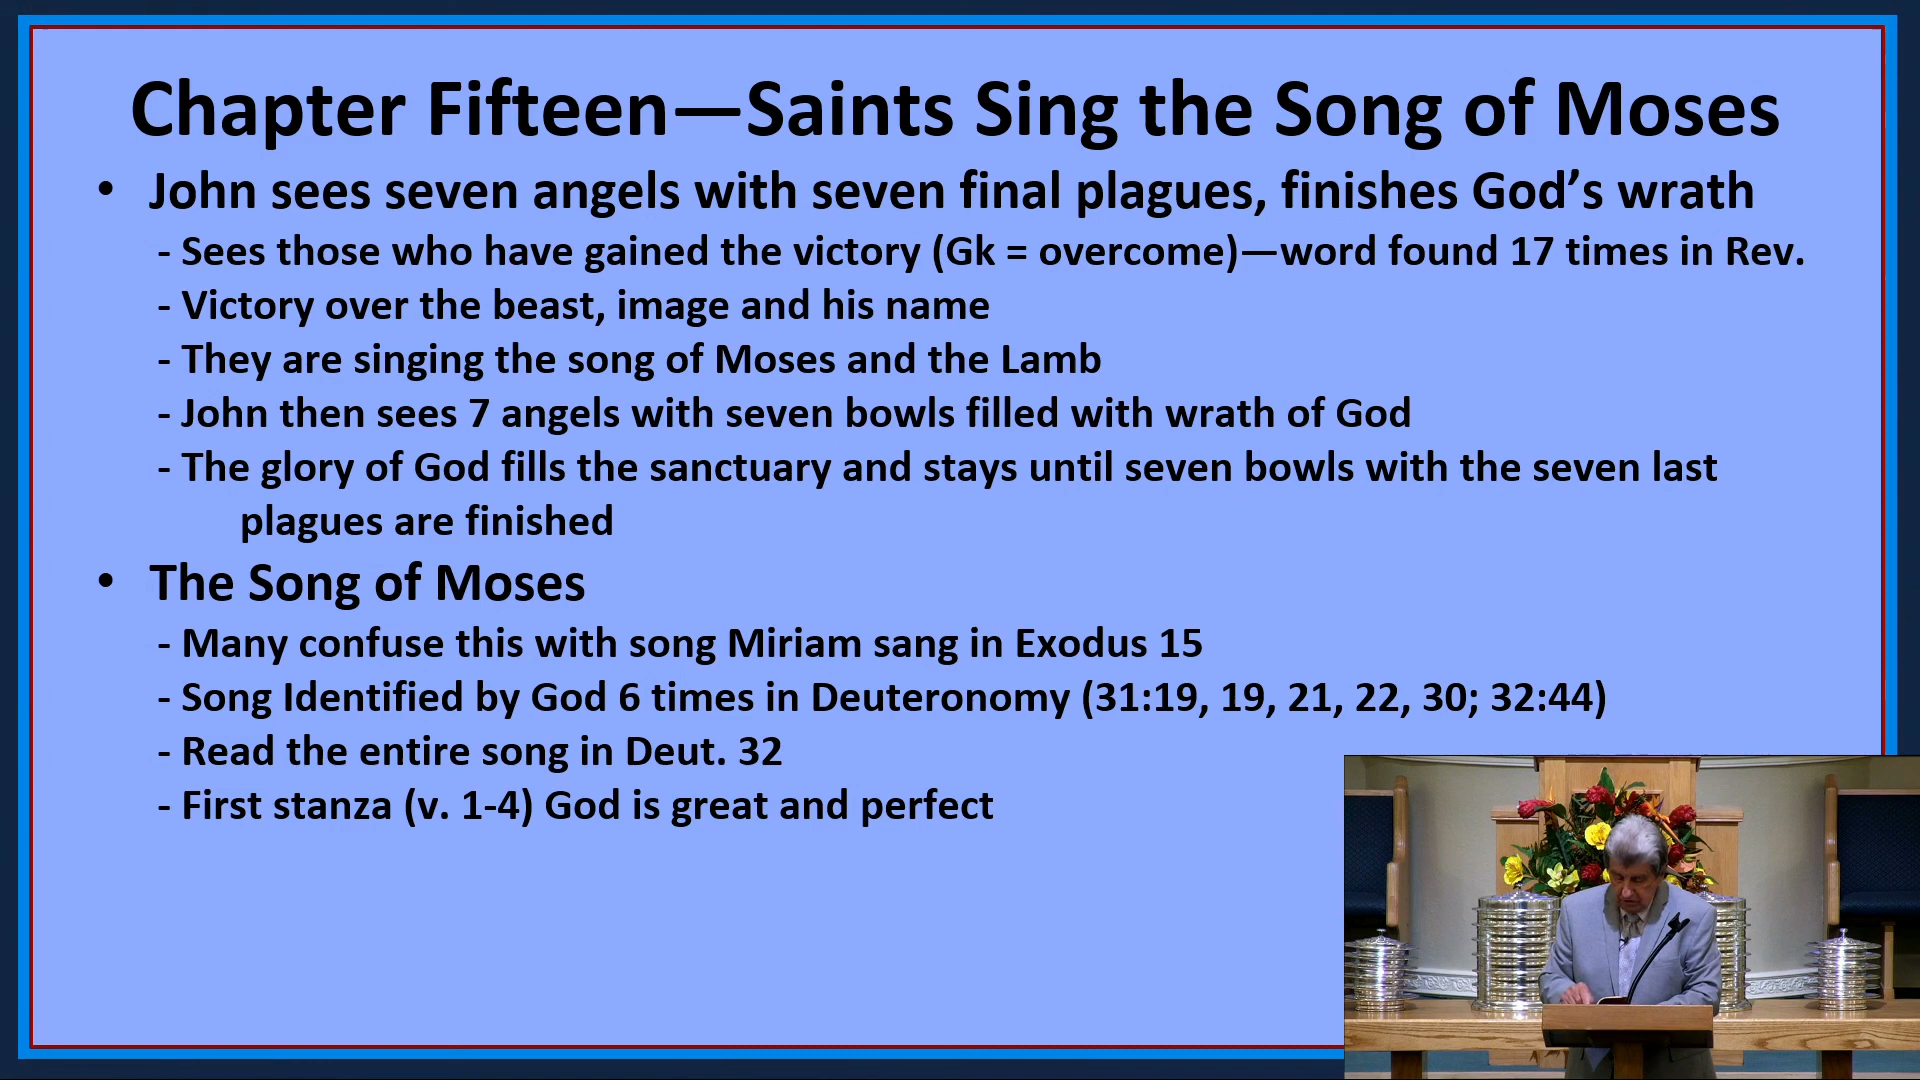 Chapter Fifteen—Saints Sing the Song of Moses
• John sees seven angels with seven final plagues, finishes God’s wrath
- Sees those who have gained the victory (Gk = overcome)—word found 17 times in Rev.
- Victory over the beast, image and his name
- They are singing the song of Moses and the Lamb
- John then sees 7 angels with seven bowls filled with wrath of God
- The glory of God fills the sanctuary and stays until seven bowls with the seven last
plagues are finished
• The Song of Moses
- Many confuse this with song Miriam sang in Exodus 15
- Song Identified by God 6 times in Deuteronomy (31:19, 19, 21, 22, 30; 32:44)
- Read the entire song in Deut. 32
- First stanza (v. 1-4) God is great and perfect